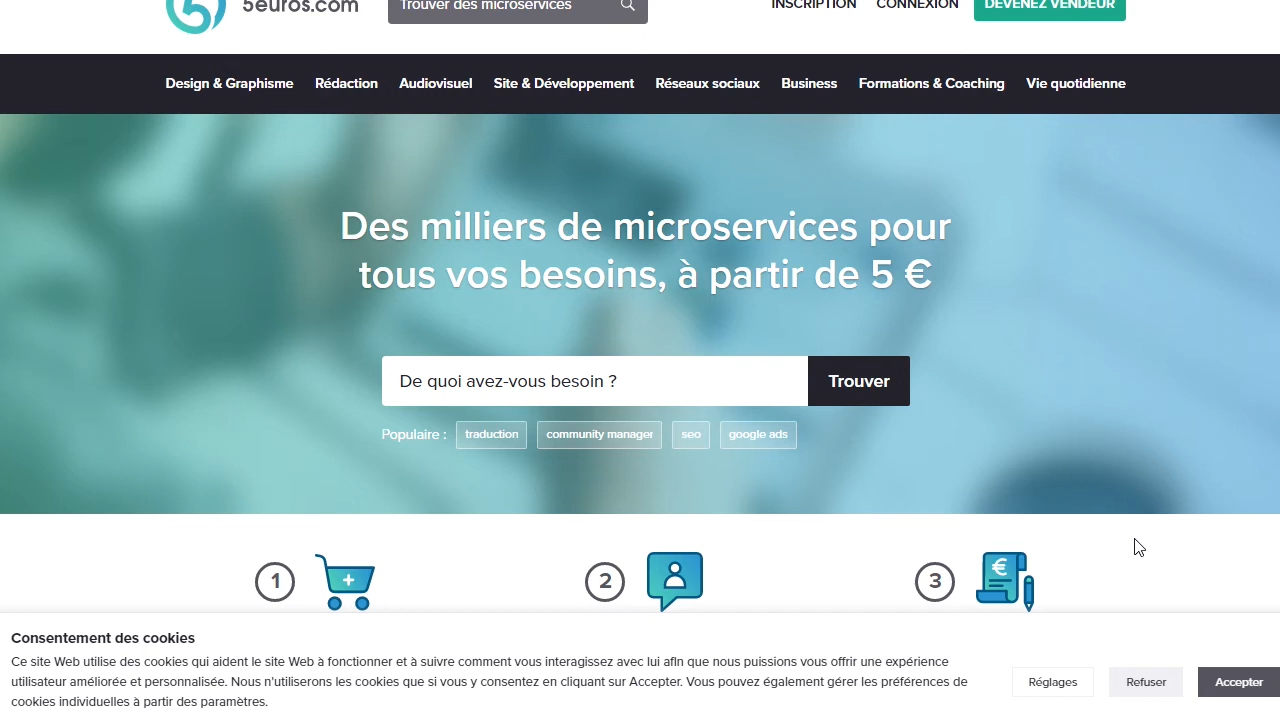 5euros.com
Trouver des microservices
INSCRIPTION
CONNEXION
DEVENEZ VENDEUR
Design & Graphisme
Rédaction
Audiovisuel
Site & Développement
Réseaux sociaux
Business
Formations & Coaching
Vie quotidienne
Des milliers de microservices pour
tous vos besoins, à partir de 5 €
De quoi avez-vous besoin ?
Trouver
Populaire :
traduction
community manager
seo
google ads
1
2
3
Consentement des cookies
Ce site Web utilise des cookies qui aident le site Web à fonctionner et à suivre comment vous interagissez avec lui afin que nous puissions vous offrir une expérience
utilisateur améliorée et personnalisée. Nous n'utiliserons les cookies que si vous y consentez en cliquant sur Accepter. Vous pouvez également gérer les préférences de
cookies individuelles à partir des paramètres.
Réglages
Refuser
Accepter